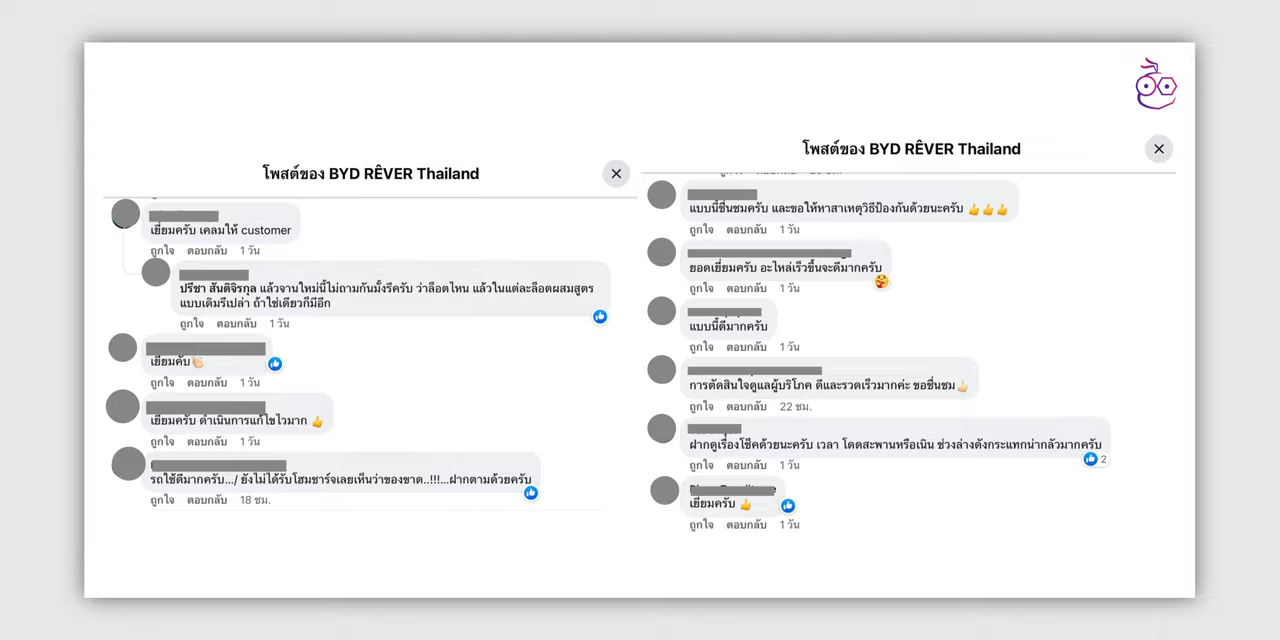 โพสต์ของ BYD RÊVER Thailand
เยี่ยมครับ เคลมให้ customer
ถูกใจ ตอบกลับ 1 วัน
ปรีชา สันติจิรกุล แล้วจานใหม่นี้ไม่ถามกันมั้งรึครับ ว่าล็อตไหน แล้วในแต่ละล็อตผสมสูตร
แบบเดิมรึเปล่า ถ้าใช่เดียวก็มีอีก
ถูกใจ ตอบกลับ 1 วัน
เยียมคับ👏🏻
ถูกใจ ตอบกลับ 1 วัน
เยียมครับ ดำเนินการแก้ไขไวมาก 👍
ถูกใจ ตอบกลับ 1 วัน
รถใช้ดีมากครับ.../ ยังไม่ได้รับโฮมชาร์จเลยเห็นว่าของขาด..!!!...ฝากตามด้วยครับ
ถูกใจ ตอบกลับ 18 ชม.
โพสต์ของ BYD RÊVER Thailand
แบบนี้ชื่นชมครับ และขอให้หาสาเหตุวิธีป้องกันด้วยนะครับ 👍👍👍
ถูกใจ ตอบกลับ 1 วัน
ยอดเยี่ยมครับ อะไหล่เร็วขึ้นจะดีมากครับ
ถูกใจ ตอบกลับ 1 วัน
แบบนี้ดีมากครับ
ถูกใจ ตอบกลับ 1 วัน
การตัดสินใจดูแลผู้บริโภค ดีและรวดเร็วมากค่ะ ขอชื่นชม👍🏻
ถูกใจ ตอบกลับ 22 ชม.
ฝากดูเรื่องโช็คด้วยนะครับ เวลา โดดสะพานหรือเนิน ช่วงล่างดังกระแทกน่ากลัวมากครับ
2
ถูกใจ ตอบกลับ 1 วัน
เยียมครับ 👍
ถูกใจ ตอบกลับ 1 วัน